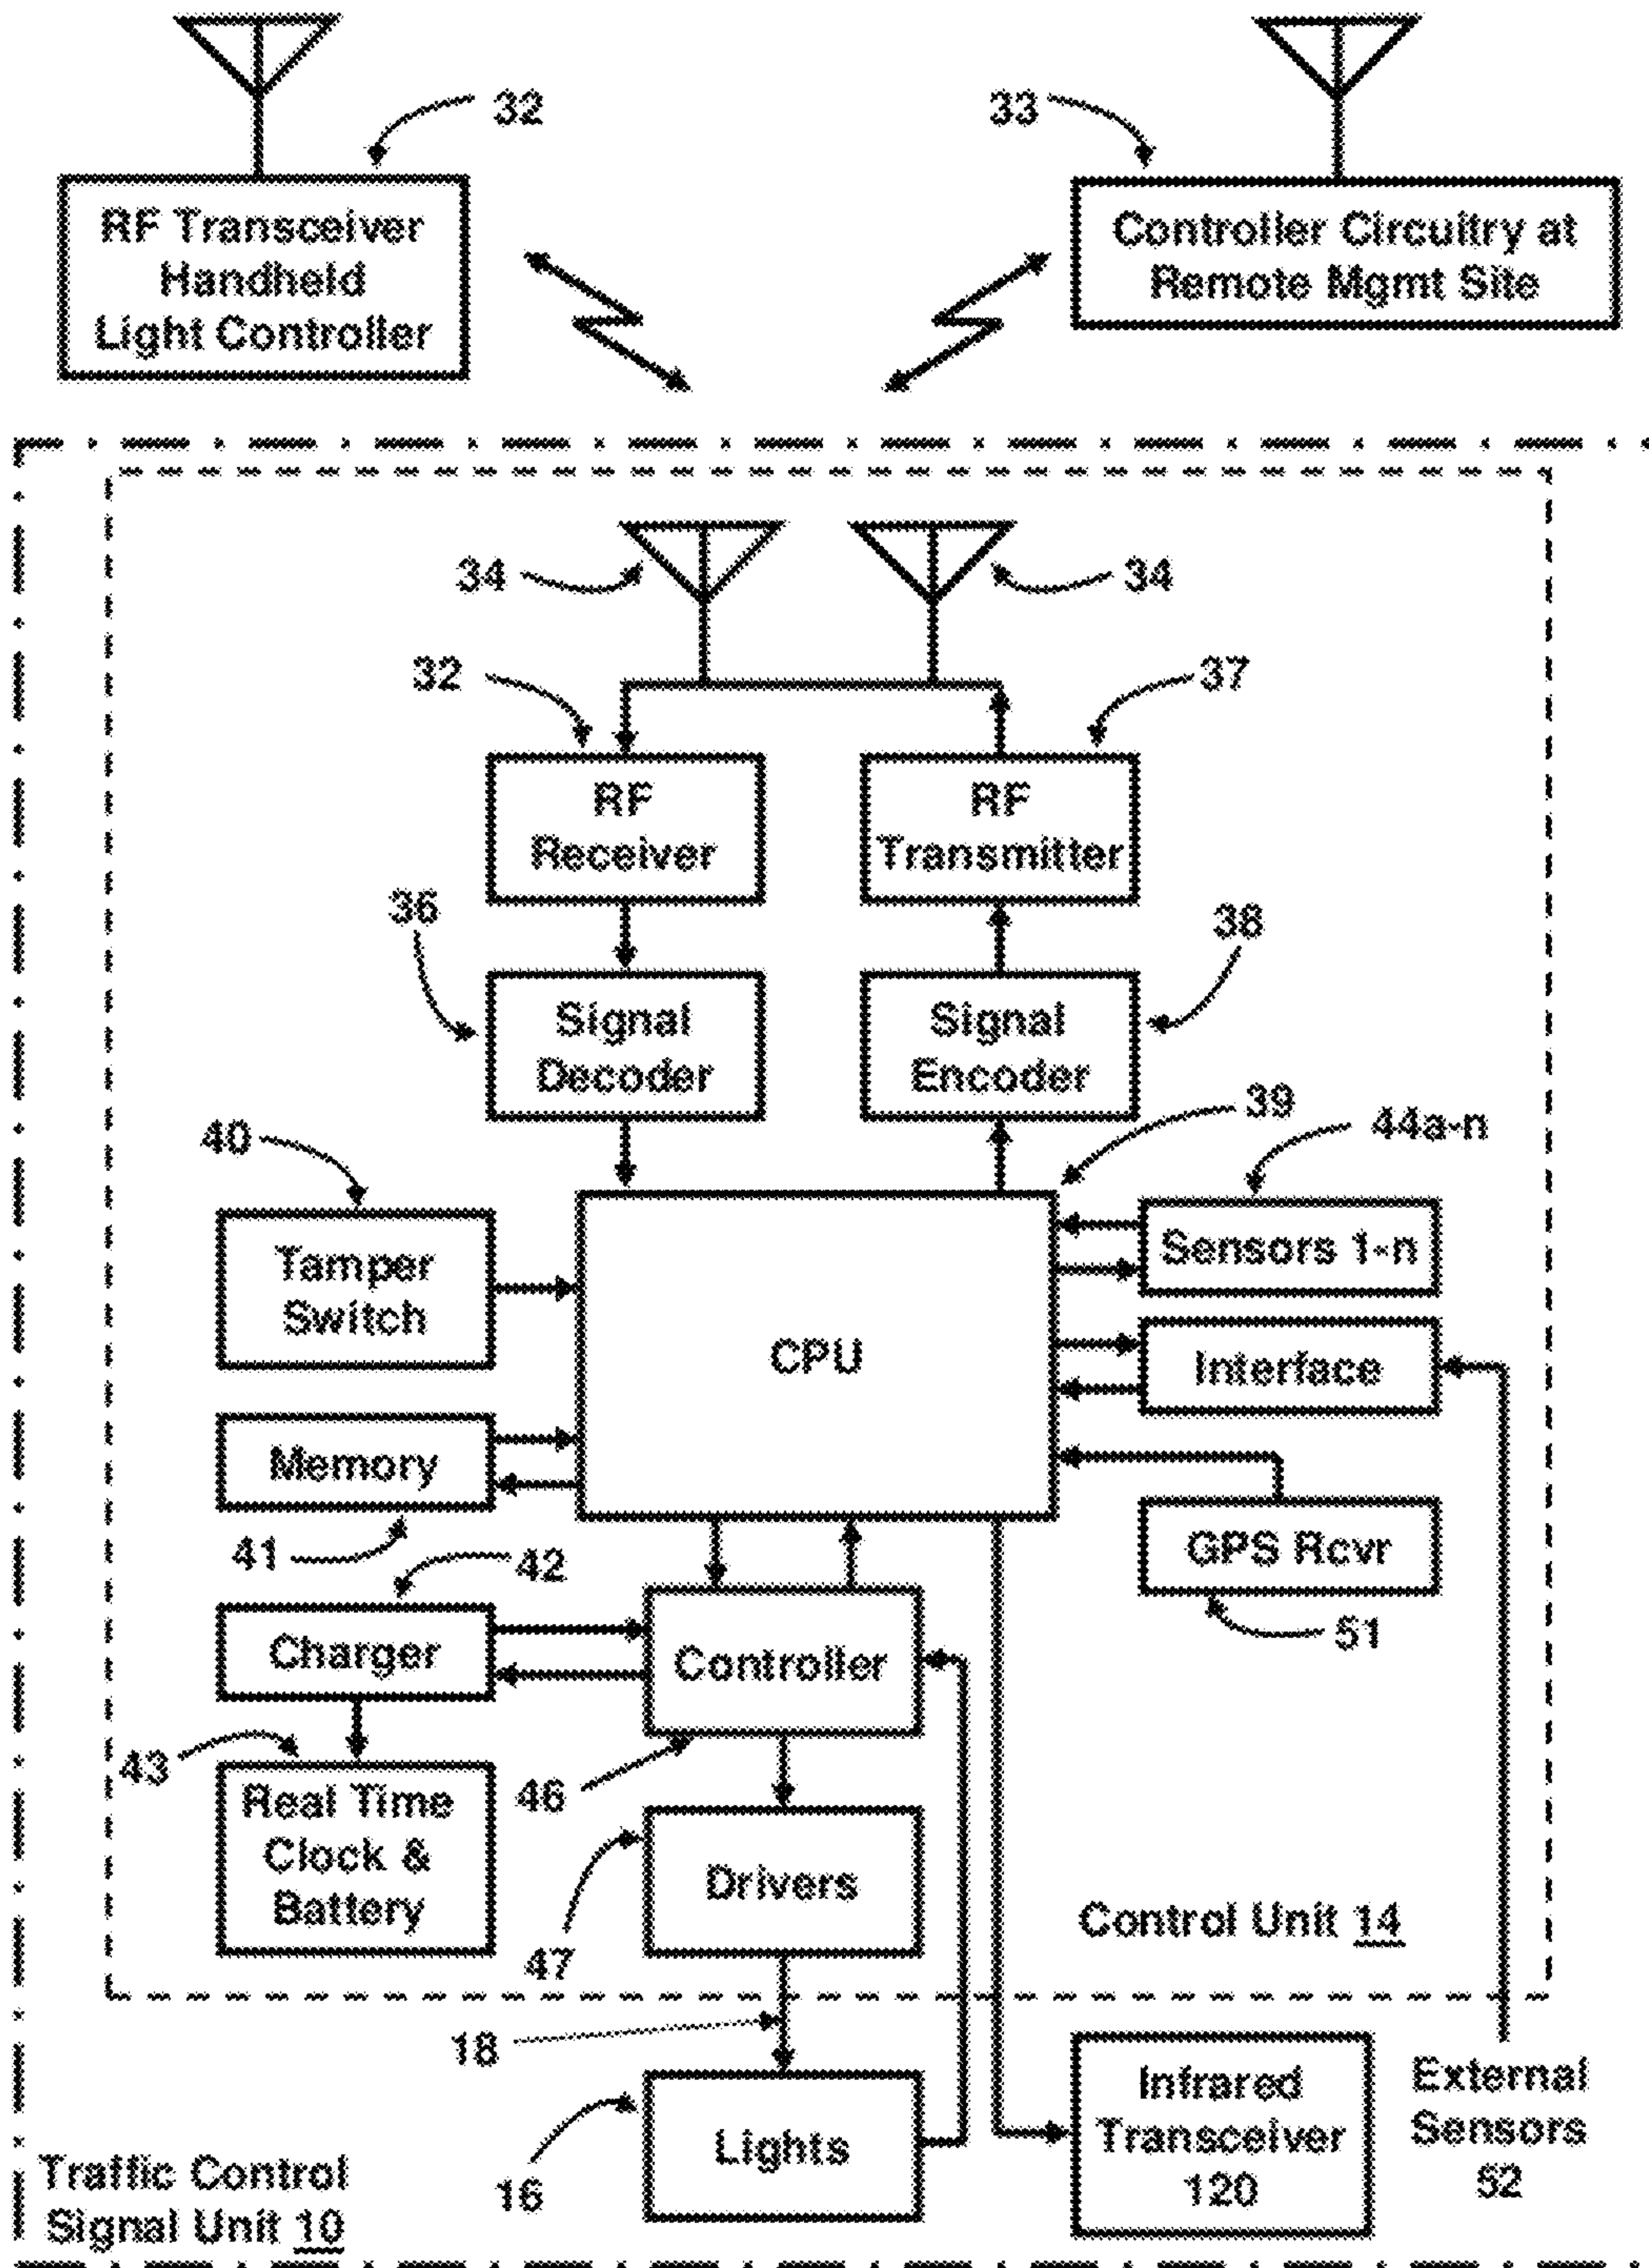 32
33
RF Transceiver
Handheld
Light Controller
Controller Circuitry at
Remote Mgmt Site
34
34
32
37
RF
Receiver
RF
Transmitter
36
38
Signal
Decoder
Signal
Encoder
39
44a-n
40
Tamper
Switch
CPU
Sensors 1-n
Interface
Memory
41
42
GPS Rcvr
51
Charger
Controller
43
46
Real Time
Clock &
Battery
Drivers
47
Control Unit 14
18
Lights
16
Infrared
Transceiver
120
External
Sensors
52
Traffic Control
Signal Unit 10